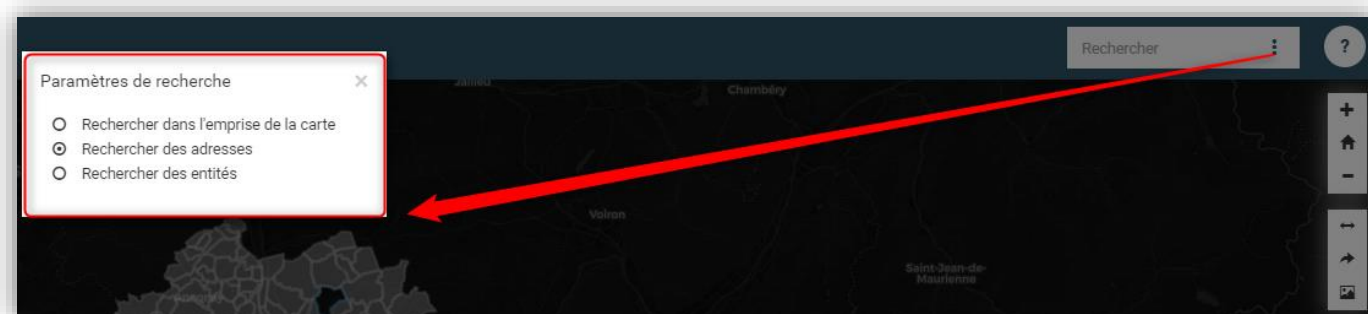 Rechercher
?
Paramètres de recherche
Rechercher dans l'emprise de la carte
Rechercher des adresses
Rechercher des entités
Chambéry
Voiron
Saint-Jean-de-
Maurienne
Annonay